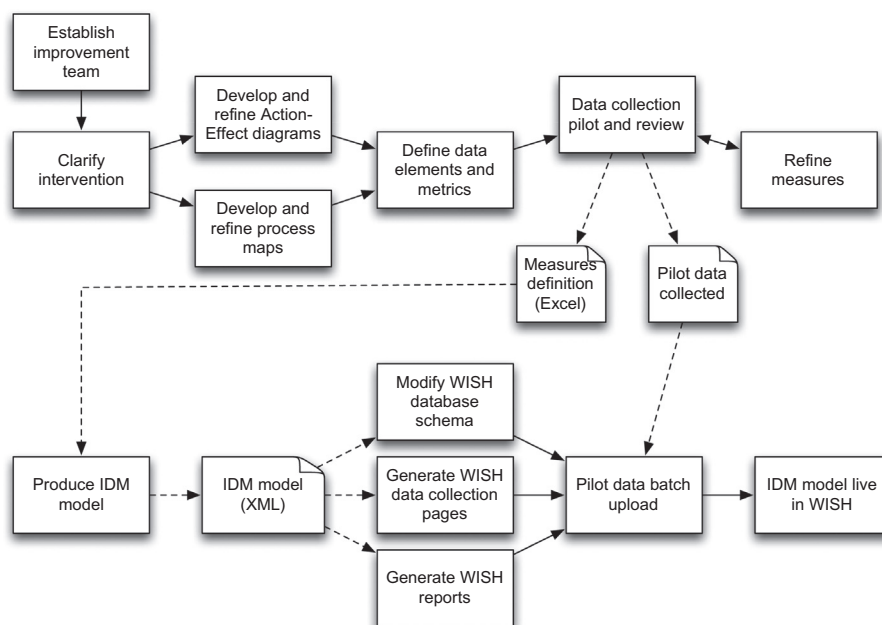 Establish
improvement
team
Develop and
refine Action-
Effect diagrams
Data collection
pilot and review
Clarify
intervention
Define data
elements and
metrics
Refine
measures
Develop and
refine process
maps
Measures
definition
(Excel)
Pilot data
collected
Modify WISH
database
schema
Produce IDM
model
IDM model
(XML)
Generate WISH
data collection
pages
Pilot data batch
upload
IDM model live
in WISH
Generate WISH
reports